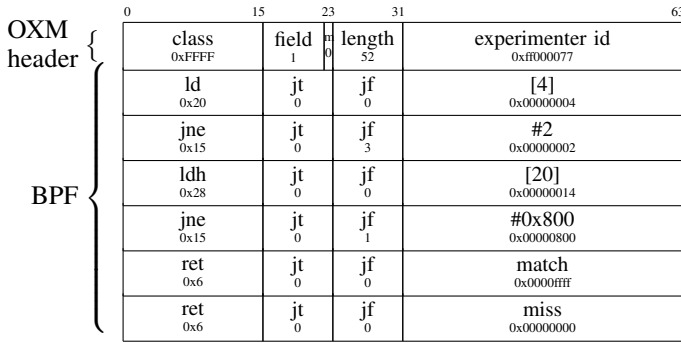 0 15 23 31 63
OXM header
class field m length experimenter id
0xFFFF 1 0 52 0xff000077
BPF
ld jt jf [4]
0x20 0 0 0x00000004
jne jt jf #2
0x15 0 3 0x00000002
ldh jt jf [20]
0x28 0 0 0x00000014
jne jt jf #0x800
0x15 0 1 0x00000800
ret jt jf match
0x6 0 0 0x0000ffff
ret jt jf miss
0x6 0 0 0x00000000